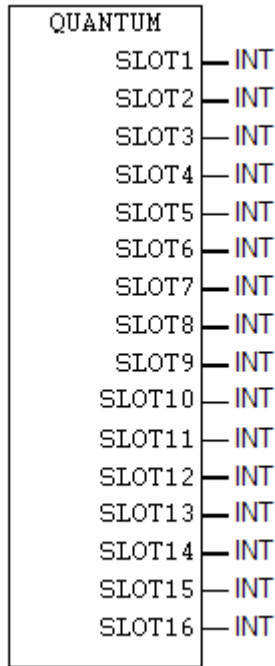 QUANTUM
SLOT1 INT
SLOT2 INT
SLOT3 INT
SLOT4 INT
SLOT5 INT
SLOT6 INT
SLOT7 INT
SLOT8 INT
SLOT9 INT
SLOT10 INT
SLOT11 INT
SLOT12 INT
SLOT13 INT
SLOT14 INT
SLOT15 INT
SLOT16 INT